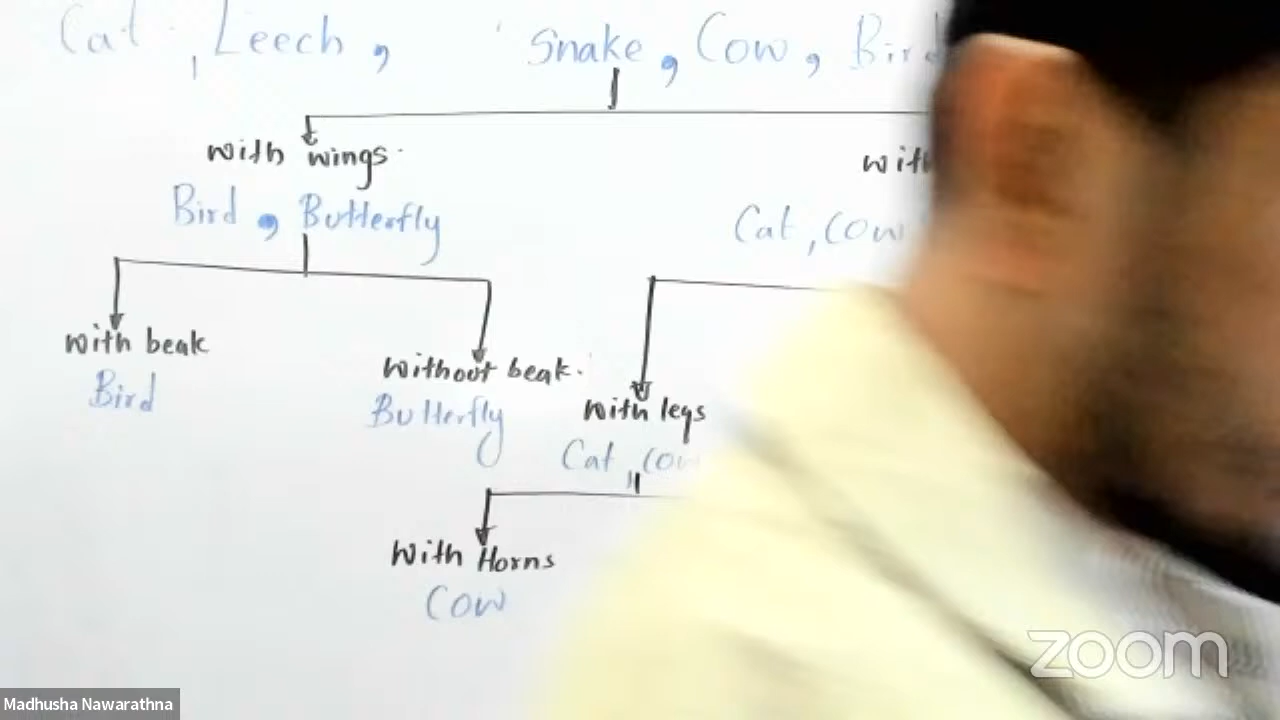 Cat, Leech, Snake, Cow, Bird
with wings.
Bird, Butterfly
Cat, Cow
with beak
Bird
without beak.
Butterfly
with legs
Cat, Cow
with Horns
Cow
zoom
Madhusha Nawarathna